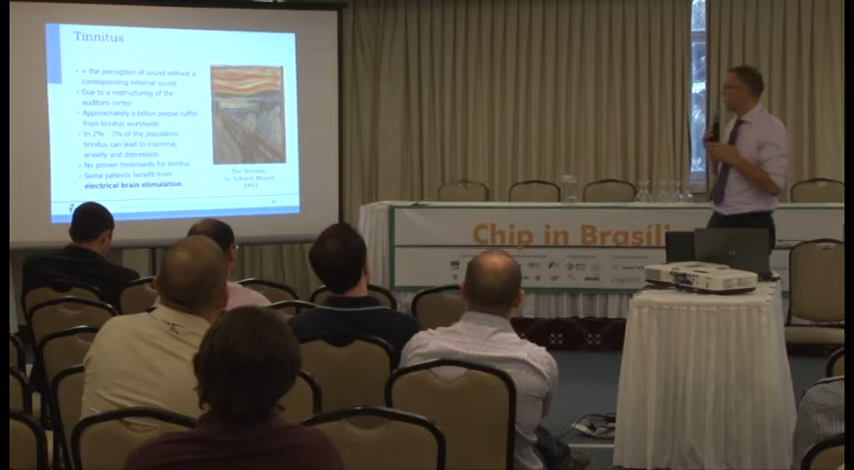 Tinnitus
= the perception of sound without a
corresponding external sound
Due to a restructuring of the
auditory cortex
Approximately a billion people suffer
from tinnitus worldwide.
In 2% 3% of the population,
tinnitus can lead to insomnia,
anxiety and depression.
No proven treatments for tinnitus
Some patients benefit from
electrical brain stimulation.
The Scream,
by Edvard Munch,
1893
Chip in Brasíli